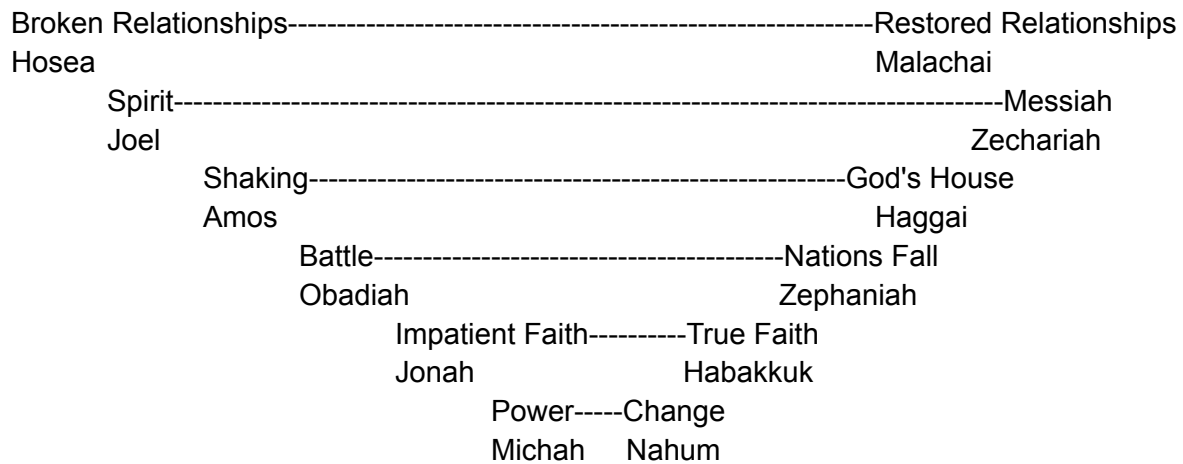 Broken Relationships------------------------------------------------------------Restored Relationships
Hosea Malachai
Spirit-------------------------------------------------------------------------------------Messiah
Joel Zechariah
Shaking-------------------------------------------------------God's House
Amos Haggai
Battle------------------------------------------Nations Fall
Obadiah Zephaniah
Impatient Faith----------True Faith
Jonah Habakkuk
Power-----Change
Michah Nahum